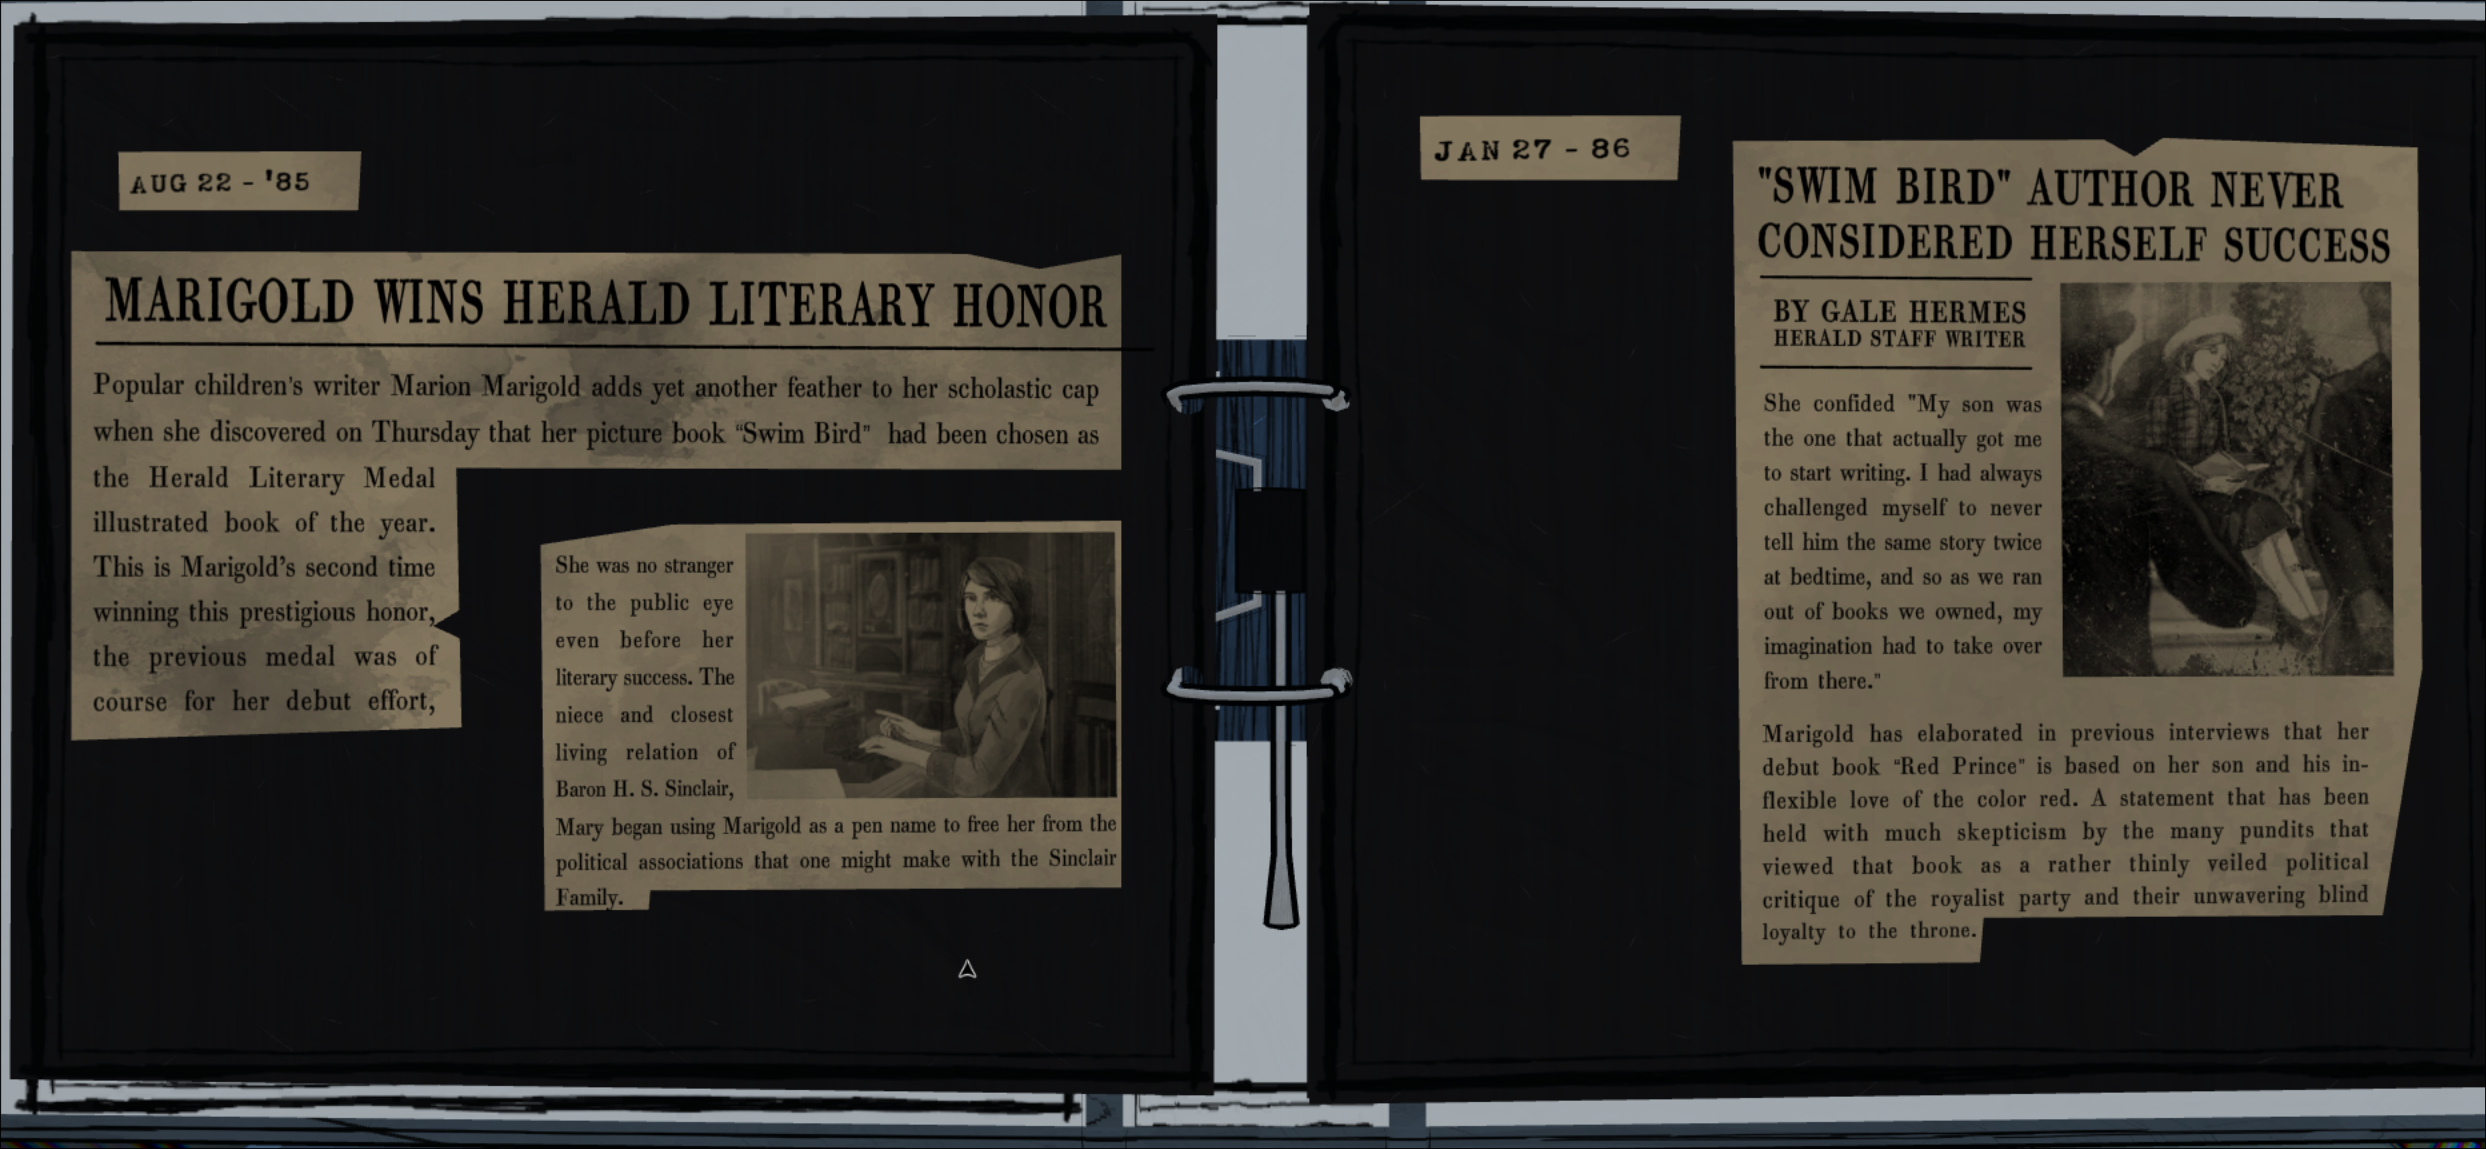 AUG 22 - '85
MARIGOLD WINS HERALD LITERARY HONOR
Popular children's writer Marion Marigold adds yet another feather to her scholastic cap
when she discovered on Thursday that her picture book “Swim Bird” had been chosen as
the Herald Literary Medal
illustrated book of the year.
This is Marigold’s second time
winning this prestigious honor,
the previous medal was of
course for her debut effort,
She was no stranger
to the public eye
even before her
literary success. The
niece and closest
living relation of
Baron H. S. Sinclair,
Mary began using Marigold as a pen name to free her from the
political associations that one might make with the Sinclair
Family.
JAN 27 - 86
"SWIM BIRD" AUTHOR NEVER
CONSIDERED HERSELF SUCCESS
BY GALE HERMES
HERALD STAFF WRITER
She confided "My son was
the one that actually got me
to start writing. I had always
challenged myself to never
tell him the same story twice
at bedtime, and so as we ran
out of books we owned, my
imagination had to take over
from there."
Marigold has elaborated in previous interviews that her
debut book “Red Prince” is based on her son and his in-
flexible love of the color red. A statement that has been
held with much skepticism by the many pundits that
viewed that book as a rather thinly veiled political
critique of the royalist party and their unwavering blind
loyalty to the throne.